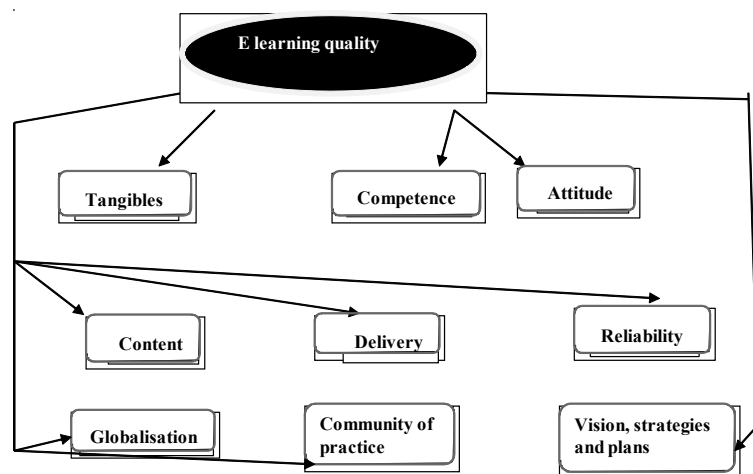 E learning quality
Tangibles
Competence
Attitude
Content
Delivery
Reliability
Globalisation
Community of
practice
Vision, strategies
and plans